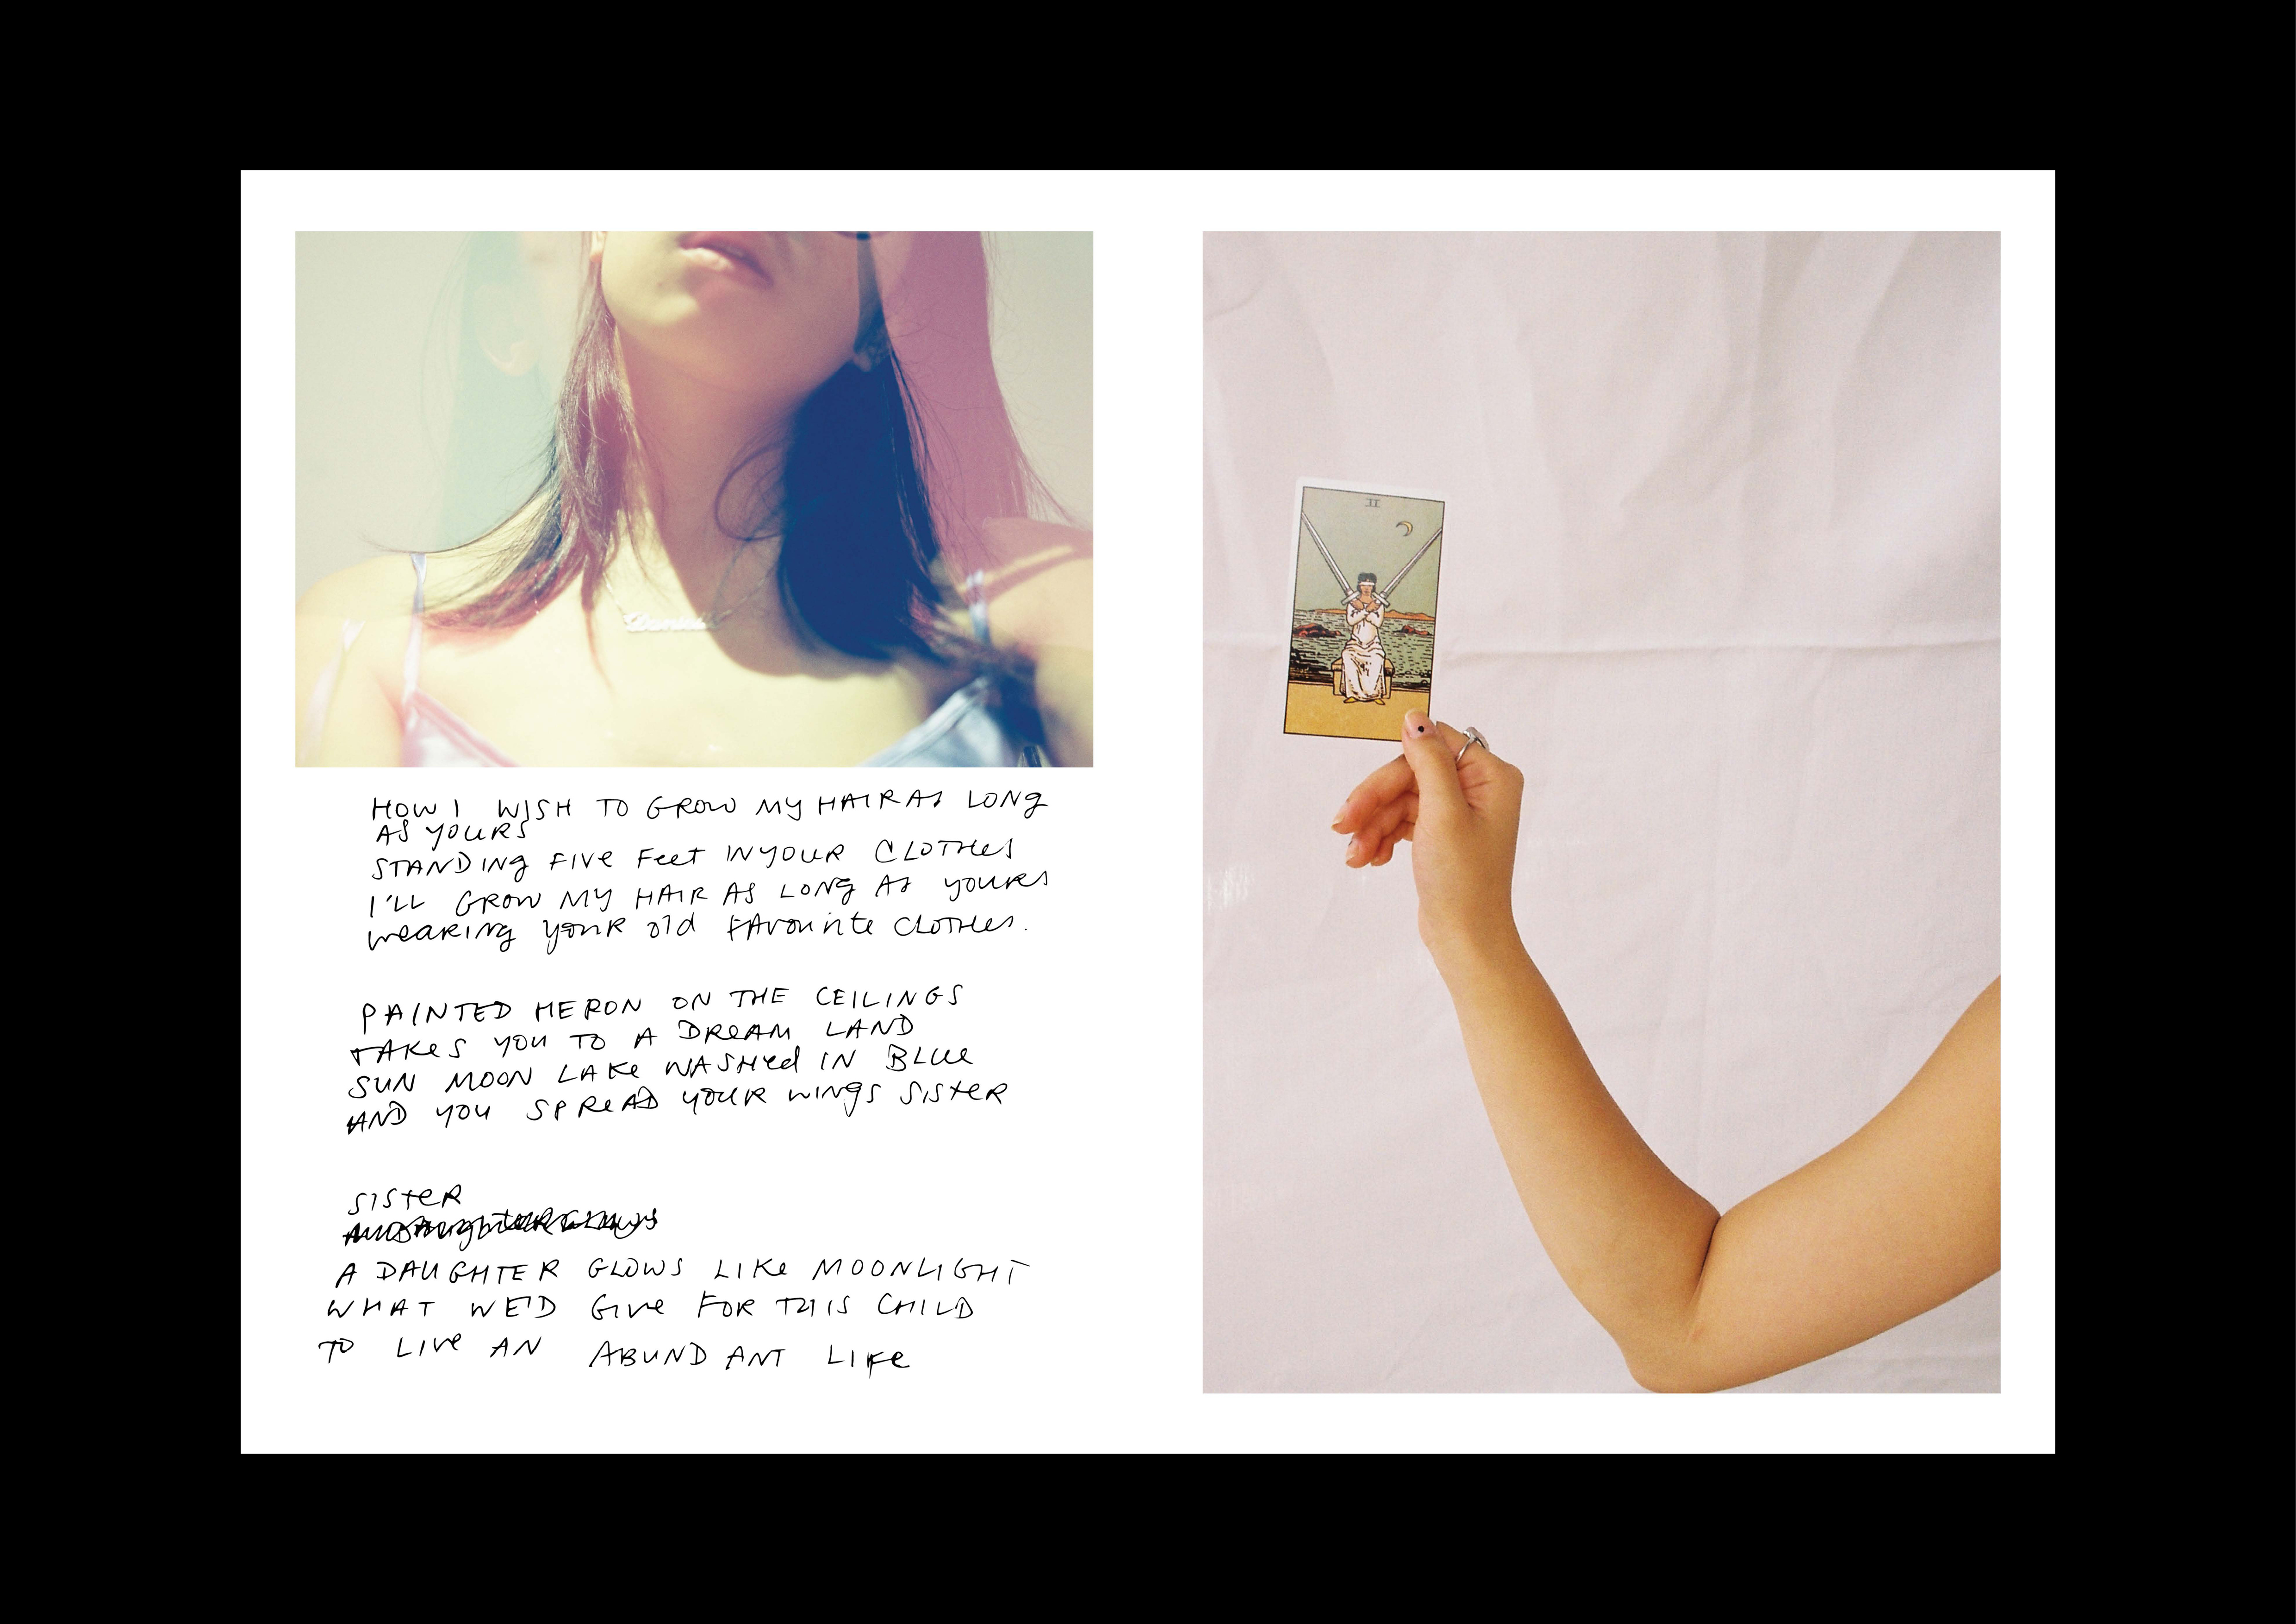 HOW I WISH TO GROW MY HAIR AS LONG
AS YOURS
STANDING FIVE FEET IN YOUR CLOTHES
I'LL GROW MY HAIR AS LONG AS YOURS
WEARING YOUR OLD FAVOURITE CLOTHES.
PAINTED HERON ON THE CEILINGS
TAKES YOU TO A DREAM LAND
SUN MOON LAKE WASHED IN BLUE
AND YOU SPREAD YOUR WINGS SISTER
SISTER
A DAUGHTER GLOWS LIKE MOONLIGHT
WHAT WE'D GIVE FOR THIS CHILD
TO LIVE AN ABUNDANT LIFE
II